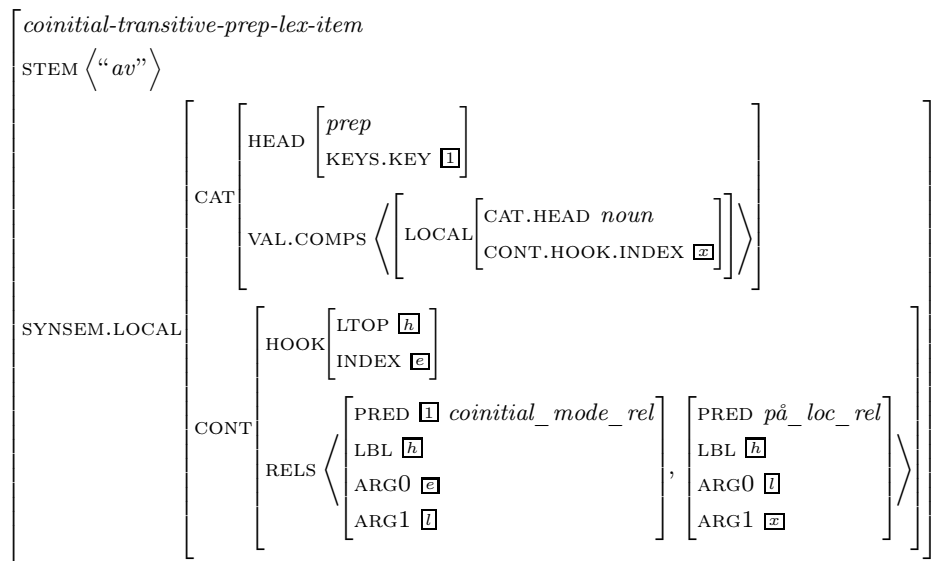 coinitial-transitive-prep-lex-item
STEM ⟨“av”⟩
SYNSEM.LOCAL
CAT
HEAD
prep
KEYS.KEY 1
VAL.COMPS
LOCAL
CAT.HEAD noun
CONT.HOOK.INDEX x
CONT
HOOK
LTOP h
INDEX e
RELS
PRED 1 coinitial_mode_rel
LBL h
ARG0 e
ARG1 l
,
PRED på_loc_rel
LBL h
ARG0 l
ARG1 x